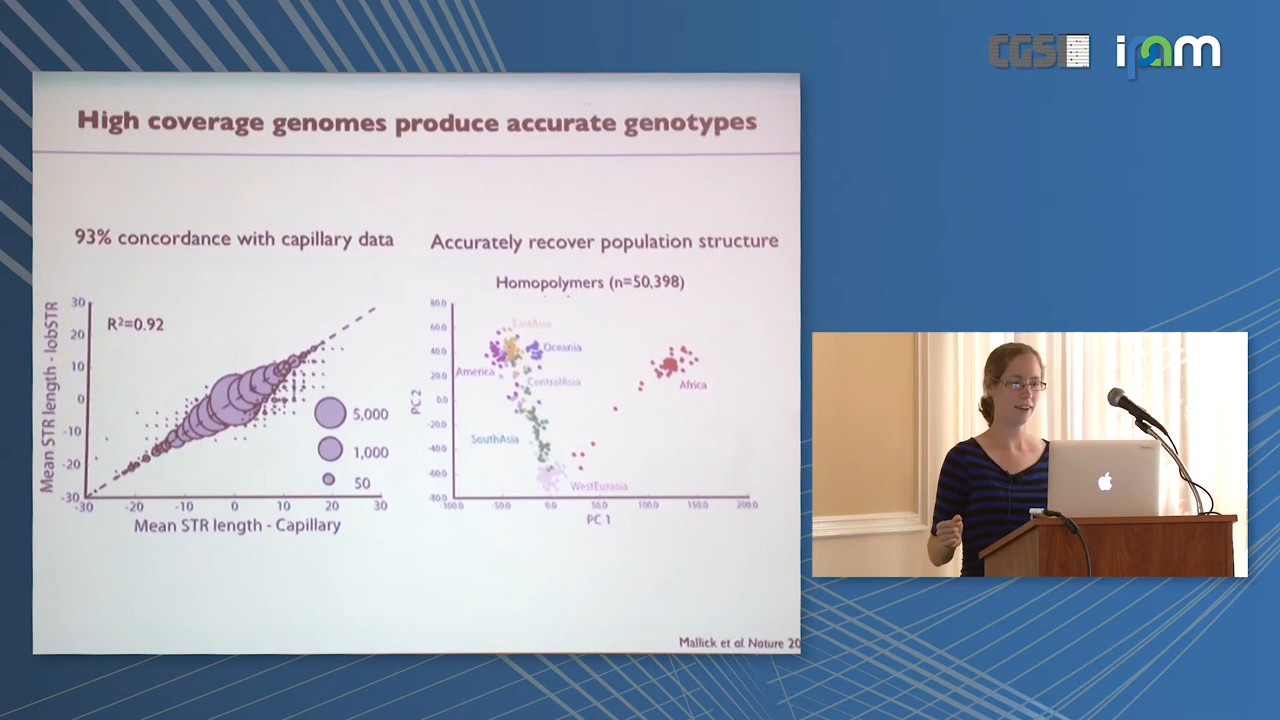 CGSI ipam
High coverage genomes produce accurate genotypes
93% concordance with capillary data
Mean STR length - lobSTR
30
20
10
0
-10
-20
-30
R²=0.92
5,000
1,000
50
-30 -20 -10 0 10 20 30
Mean STR length - Capillary
Accurately recover population structure
Homopolymers (n=50,398)
PC 2
80.0
60.0
40.0
20.0
0.0
-20.0
-40.0
-60.0
-80.0
EastAsia
Oceania
America
CentralAsia
Africa
SouthAsia
WestEurasia
-100.0 -50.0 0.0 50.0 100.0 150.0 200.0
PC 1
Mallick et al. Nature 20